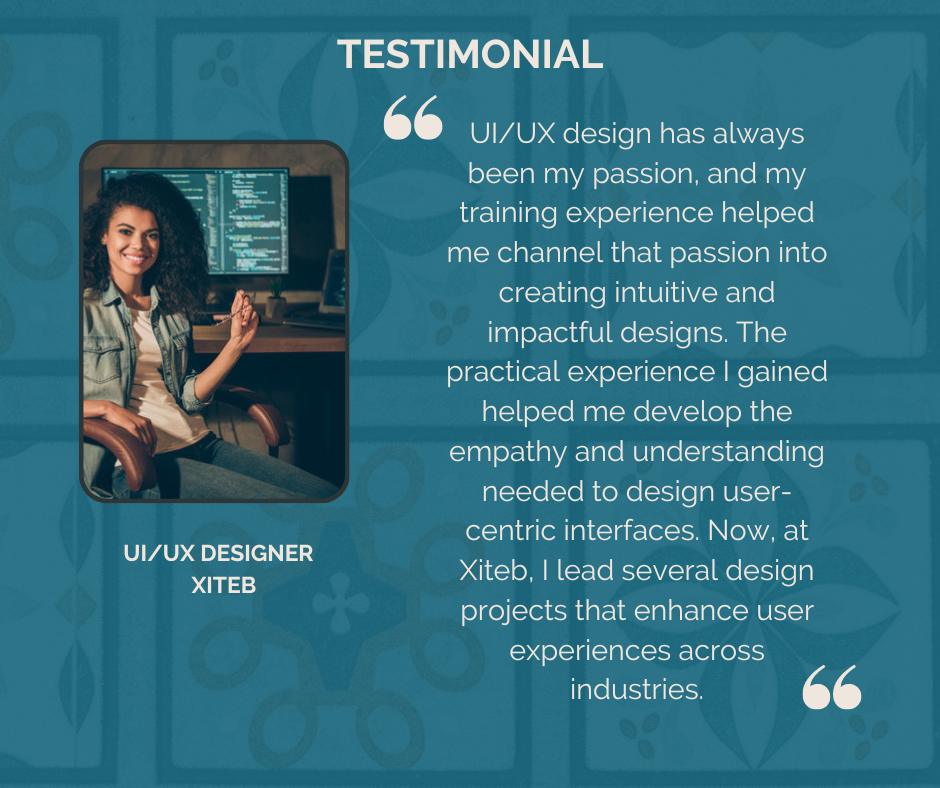 TESTIMONIAL
“
UI/UX design has always
been my passion, and my
training experience helped
me channel that passion into
creating intuitive and
impactful designs. The
practical experience I gained
helped me develop the
empathy and understanding
needed to design user-
centric interfaces. Now, at
Xiteb, I lead several design
projects that enhance user
experiences across
industries.
“
UI/UX DESIGNER
XITEB